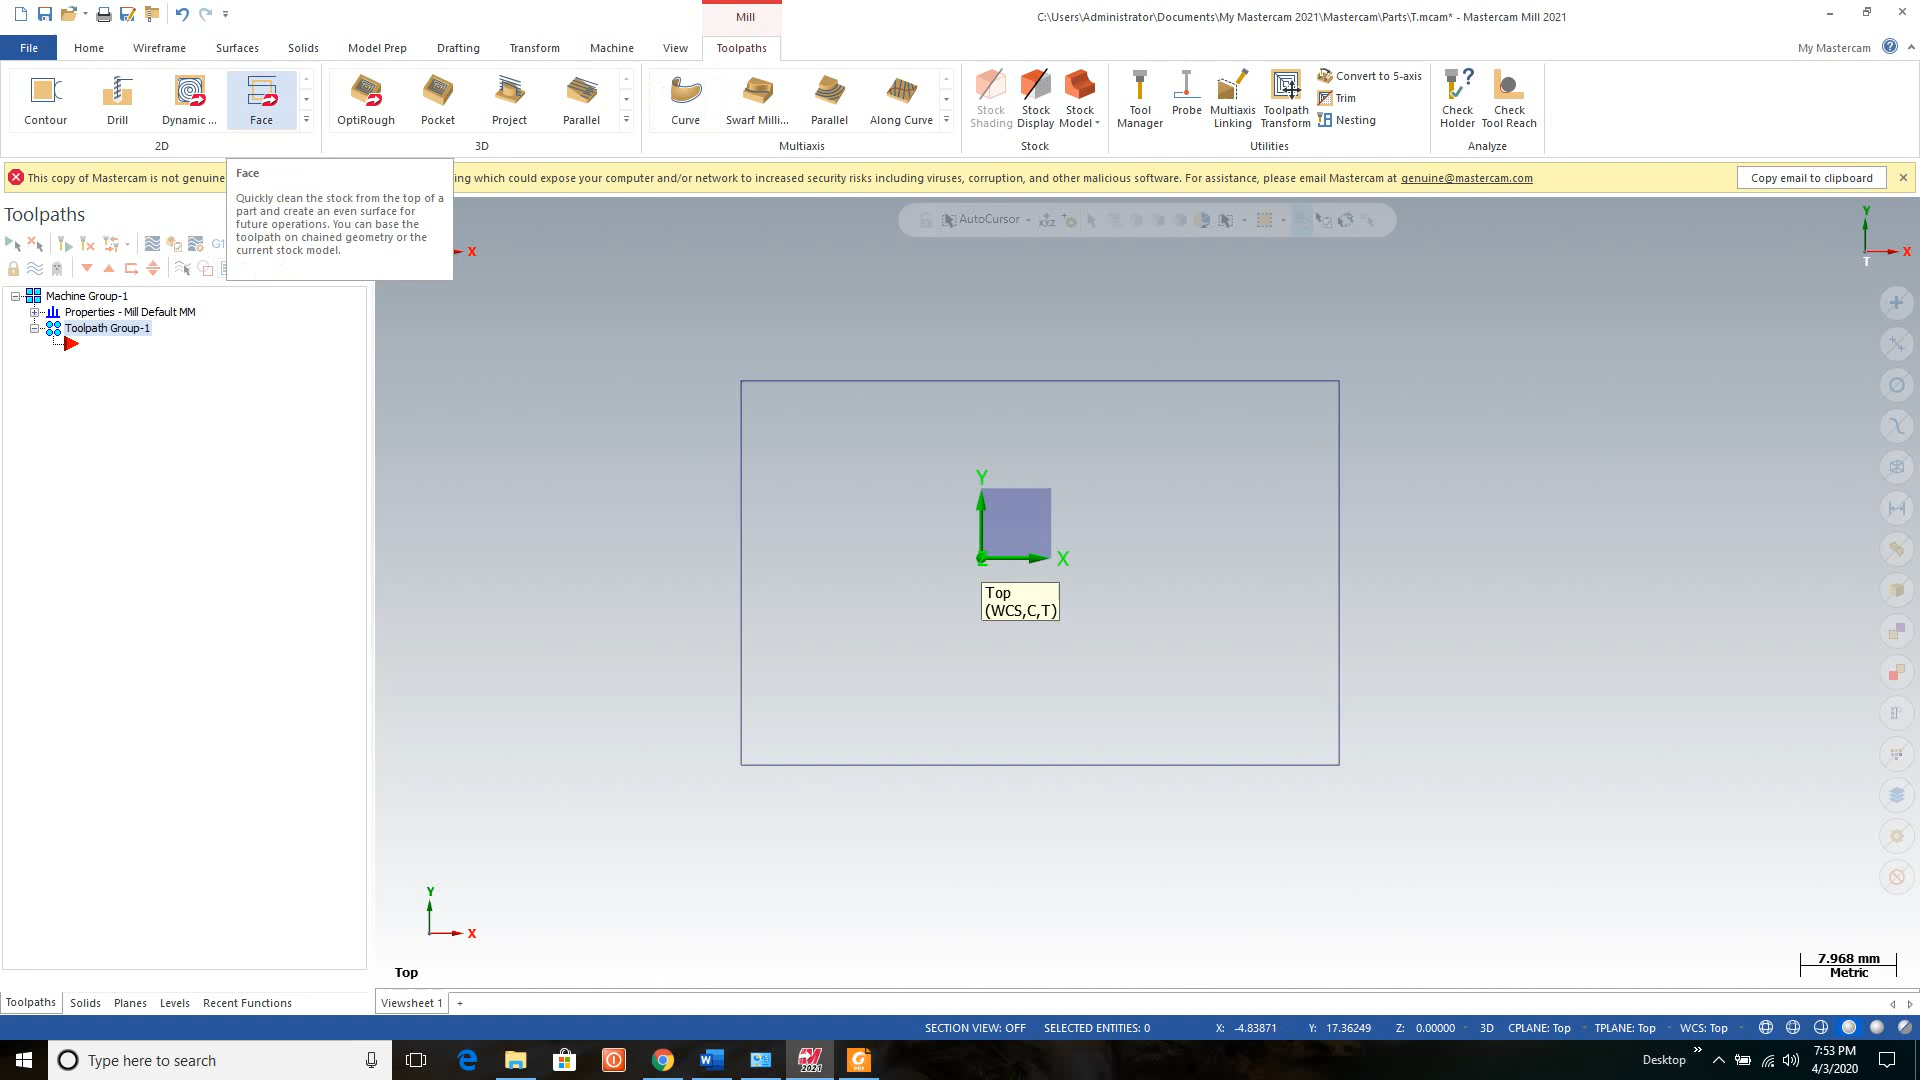 Mill
C:\Users\Administrator\Documents\My Mastercam 2021\Mastercam\Parts\T.mcam* - Mastercam Mill 2021
File Home Wireframe Surfaces Solids Model Prep Drafting Transform Machine View Toolpaths
My Mastercam
Contour Drill Dynamic ... Face
OptiRough Pocket Project Parallel
Curve Swarf Milli... Parallel Along Curve
Stock Shading Stock Display Stock Model
Tool Manager Probe Multiaxis Linking Toolpath Transform
Convert to 5-axis
Trim
Nesting
Check Holder Check Tool Reach
2D 3D Multiaxis Stock Utilities Analyze
This copy of Mastercam is not genuine
ing which could expose your computer and/or network to increased security risks including viruses, corruption, and other malicious software. For assistance, please email Mastercam at genuine@mastercam.com
Copy email to clipboard
Face
Quickly clean the stock from the top of a
part and create an even surface for
future operations. You can base the
toolpath on chained geometry or the
current stock model.
Toolpaths
G1
AutoCursor
X
Y
X
T
Machine Group-1
Properties - Mill Default MM
Toolpath Group-1
Y
X
Z
Top
(WCS,C,T)
Y
X
Top
7.968 mm
Metric
Toolpaths Solids Planes Levels Recent Functions
Viewsheet 1 +
SECTION VIEW: OFF SELECTED ENTITIES: 0 X: -4.83871 Y: 17.36249 Z: 0.00000 3D CPLANE: Top TPLANE: Top WCS: Top
Type here to search
2021
PDF
Desktop
7:53 PM
4/3/2020